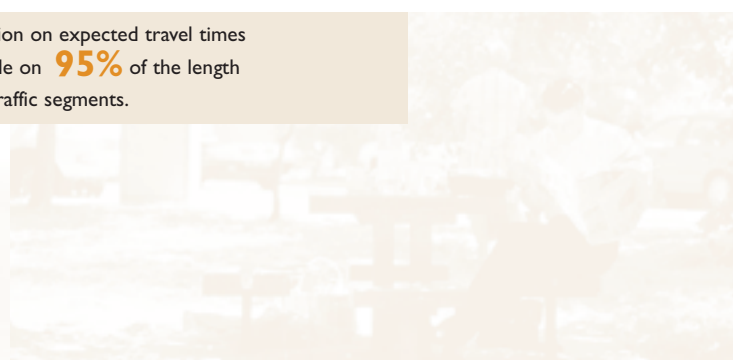 ion on expected travel times
le on 95% of the length
raffic segments.